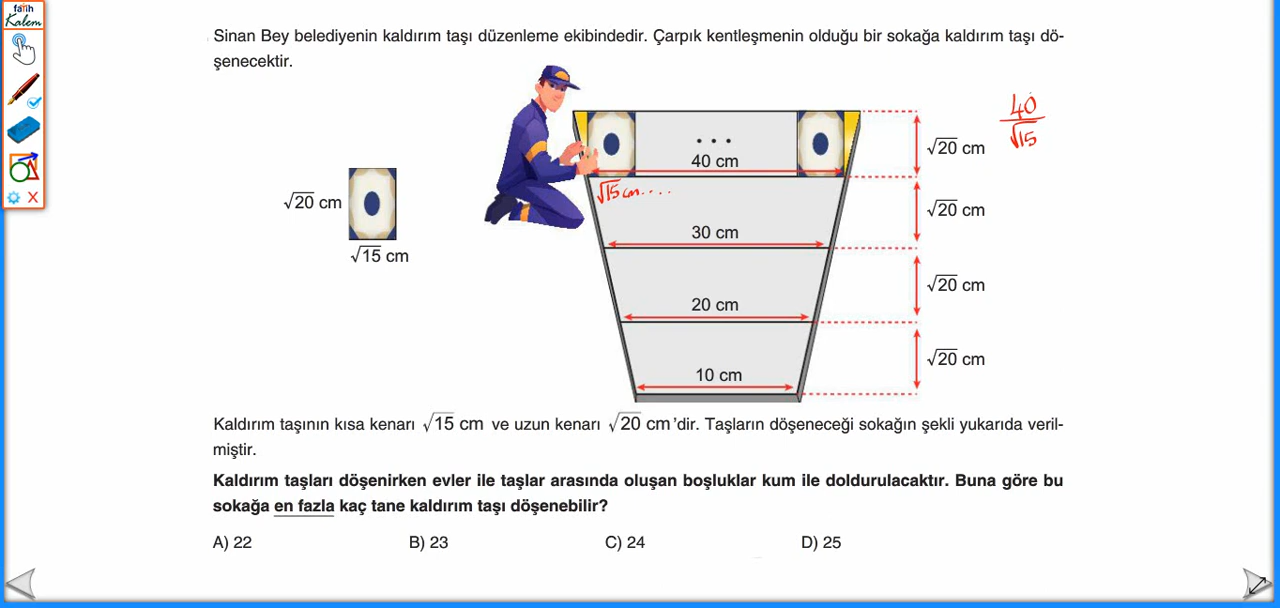 fatih
Kalem
Sinan Bey belediyenin kaldırım taşı düzenleme ekibindedir. Çarpık kentleşmenin olduğu bir sokağa kaldırım taşı dö-
şenecektir.
√20 cm
√15 cm
...
40 cm
√15 cm....
30 cm
20 cm
10 cm
√20 cm
√20 cm
√20 cm
√20 cm
40
√15
Kaldırım taşının kısa kenarı √15 cm ve uzun kenarı √20 cm'dir. Taşların döşeneceği sokağın şekli yukarıda veril-
miştir.
Kaldırım taşları döşenirken evler ile taşlar arasında oluşan boşluklar kum ile doldurulacaktır. Buna göre bu
sokağa en fazla kaç tane kaldırım taşı döşenebilir?
A) 22 B) 23 C) 24 D) 25